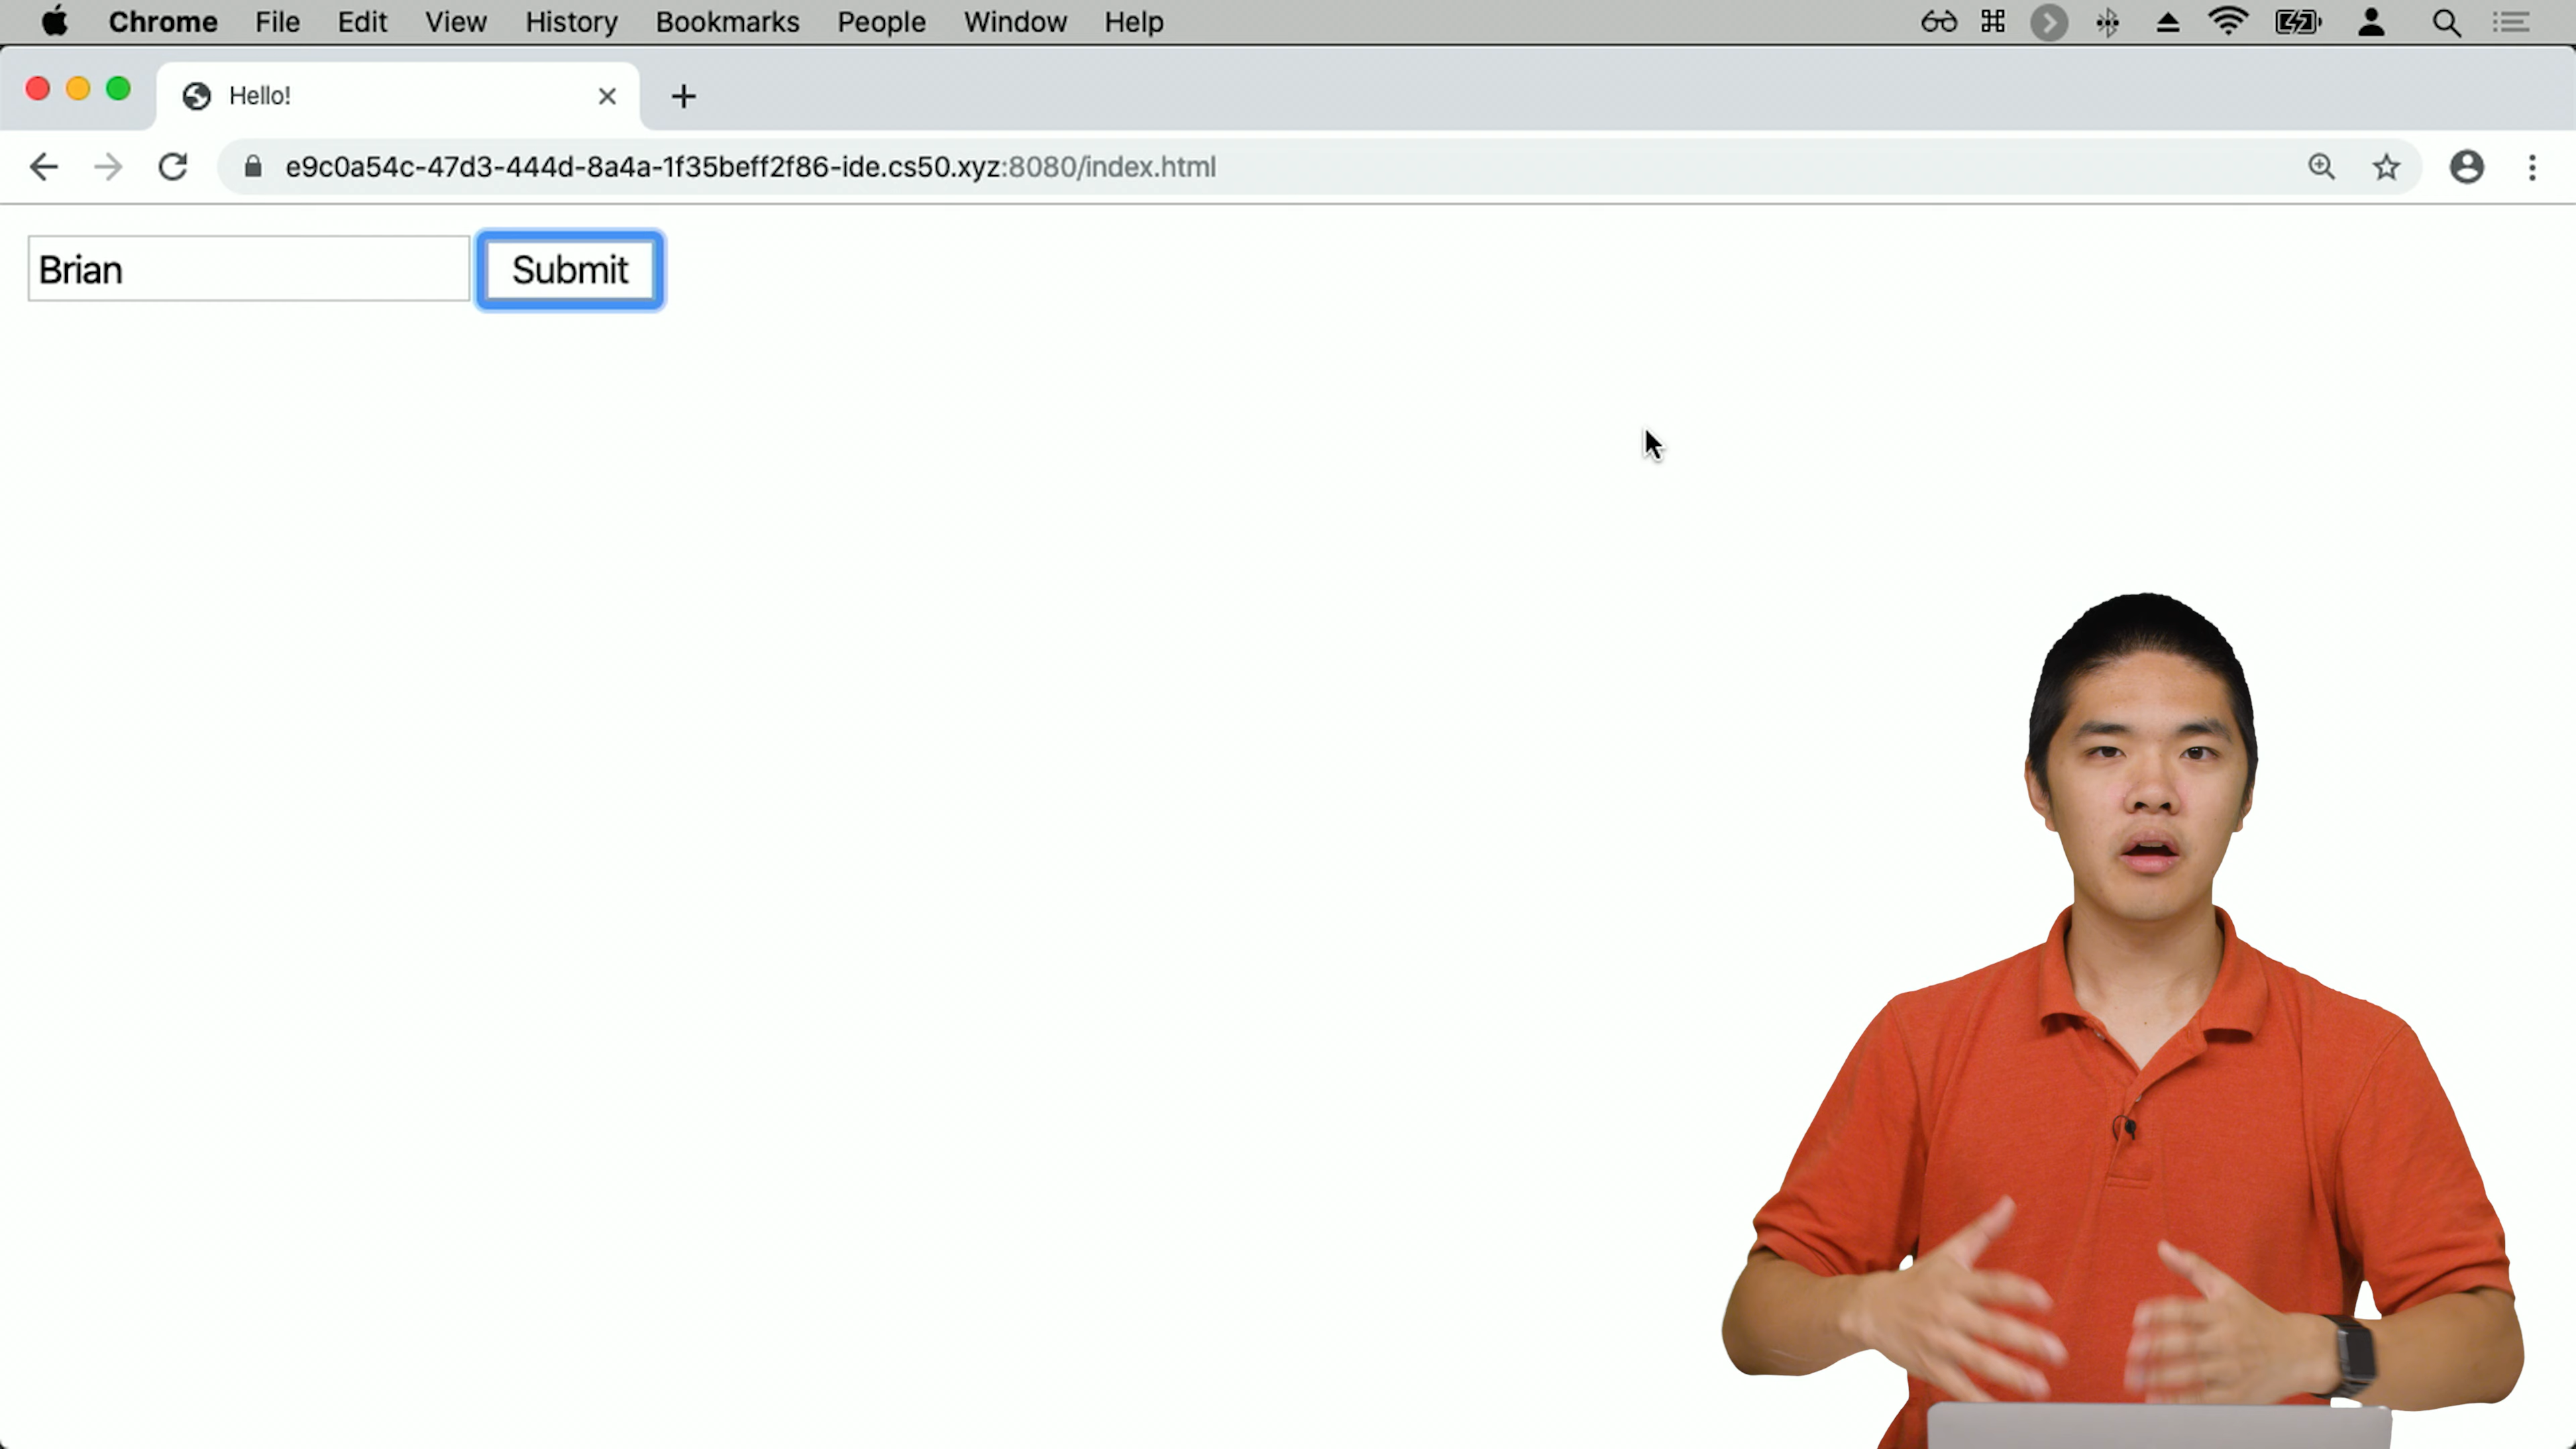 Chrome File Edit View History Bookmarks People Window Help
Hello!
e9c0a54c-47d3-444d-8a4a-1f35beff2f86-ide.cs50.xyz:8080/index.html
Brian Submit